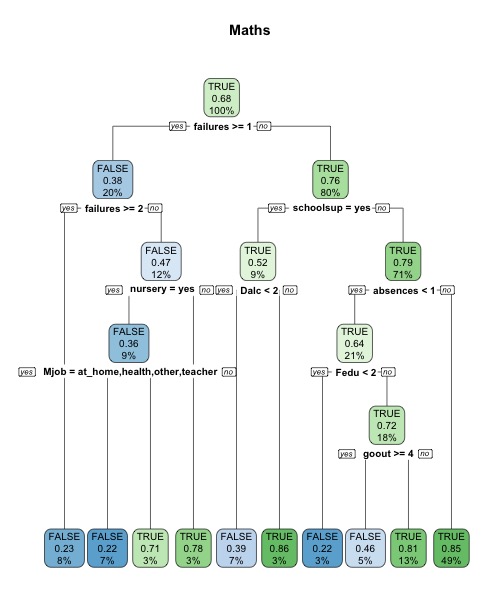 Maths
TRUE
0.68
100%
yes failures >= 1 no
FALSE
0.38
20%
TRUE
0.76
80%
yes failures >= 2 no
yes schoolsup = yes no
FALSE
0.47
12%
TRUE
0.52
9%
TRUE
0.79
71%
yes nursery = yes no
yes Dalc < 2 no
yes absences < 1 no
FALSE
0.36
9%
TRUE
0.64
21%
yes Mjob = at_home,health,other,teacher no
yes Fedu < 2 no
TRUE
0.72
18%
yes goout >= 4 no
FALSE
0.23
8%
FALSE
0.22
7%
TRUE
0.71
3%
TRUE
0.78
3%
FALSE
0.39
7%
TRUE
0.86
3%
FALSE
0.22
3%
FALSE
0.46
5%
TRUE
0.81
13%
TRUE
0.85
49%